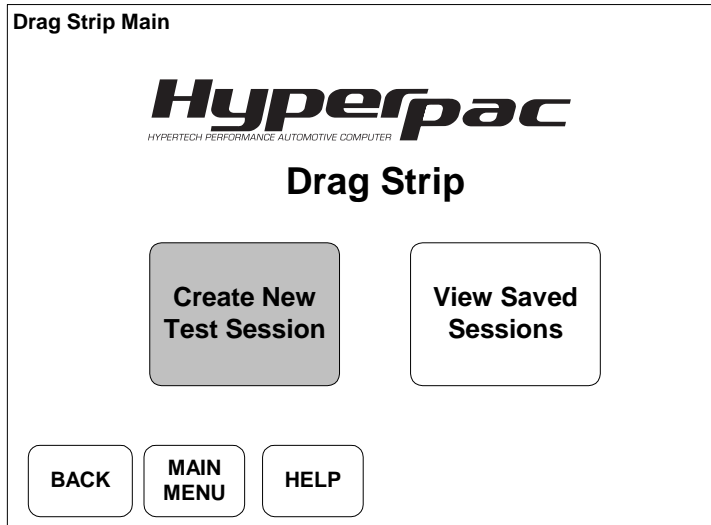 Drag Strip Main
Hyperpac
HYPERTECH PERFORMANCE AUTOMOTIVE COMPUTER
Drag Strip
Create New
Test Session
View Saved
Sessions
BACK
MAIN
MENU
HELP